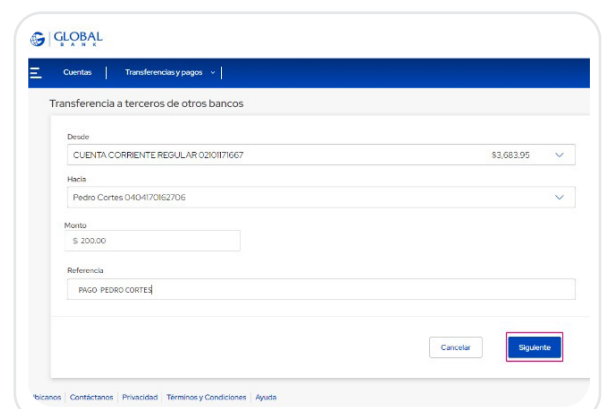 GLOBAL
BANK
Cuentas | Transferencias y pagos
Transferencia a terceros de otros bancos
Desde
CUENTA CORRIENTE REGULAR 02101171667 $3,683.95
Hacia
Pedro Cortes 0404170162706
Monto
$ 200.00
Referencia
PAGO PEDRO CORTES
Cancelar Siguiente
bícanos | Contáctanos | Privacidad | Términos y Condiciones | Ayuda